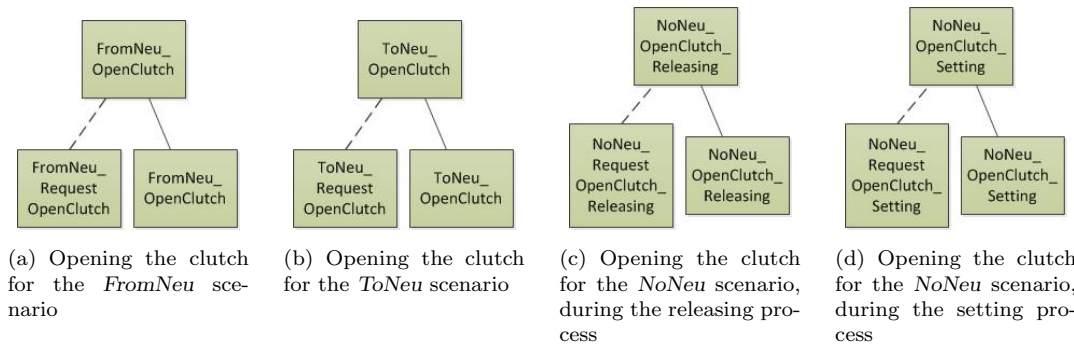 FromNeu_
OpenClutch
FromNeu_
Request
OpenClutch
FromNeu_
OpenClutch
(a) Opening the clutch
for the FromNeu sce-
nario
ToNeu_
OpenClutch
ToNeu_
Request
OpenClutch
ToNeu_
OpenClutch
(b) Opening the clutch
for the ToNeu scenario
NoNeu_
OpenClutch_
Releasing
NoNeu_
Request
OpenClutch_
Releasing
NoNeu_
OpenClutch_
Releasing
(c) Opening the clutch
for the NoNeu scenario,
during the releasing pro-
cess
NoNeu_
OpenClutch_
Setting
NoNeu_
Request
OpenClutch_
Setting
NoNeu_
OpenClutch_
Setting
(d) Opening the clutch
for the NoNeu scenario,
during the setting pro-
cess